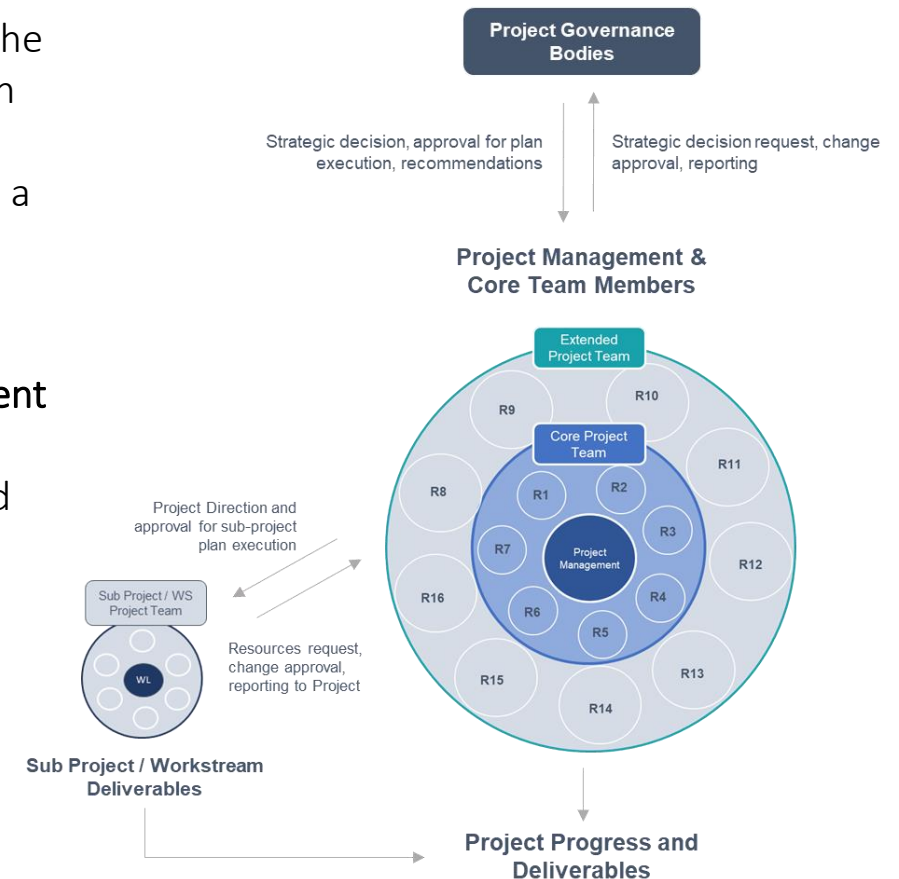 he
n
a
ent
d
Project Governance
Bodies
Strategic decision, approval for plan
execution, recommendations
Strategic decision request, change
approval, reporting
Project Management &
Core Team Members
Extended
Project Team
R9
R10
Core Project
Team
R8
R1
R2
R11
R7
R3
Project
Management
R12
R16
R6
R4
R5
R15
R13
R14
Project Direction and
approval for sub-project
plan execution
Sub Project / WS
Project Team
WL
Resources request,
change approval,
reporting to Project
Sub Project / Workstream
Deliverables
Project Progress and
Deliverables